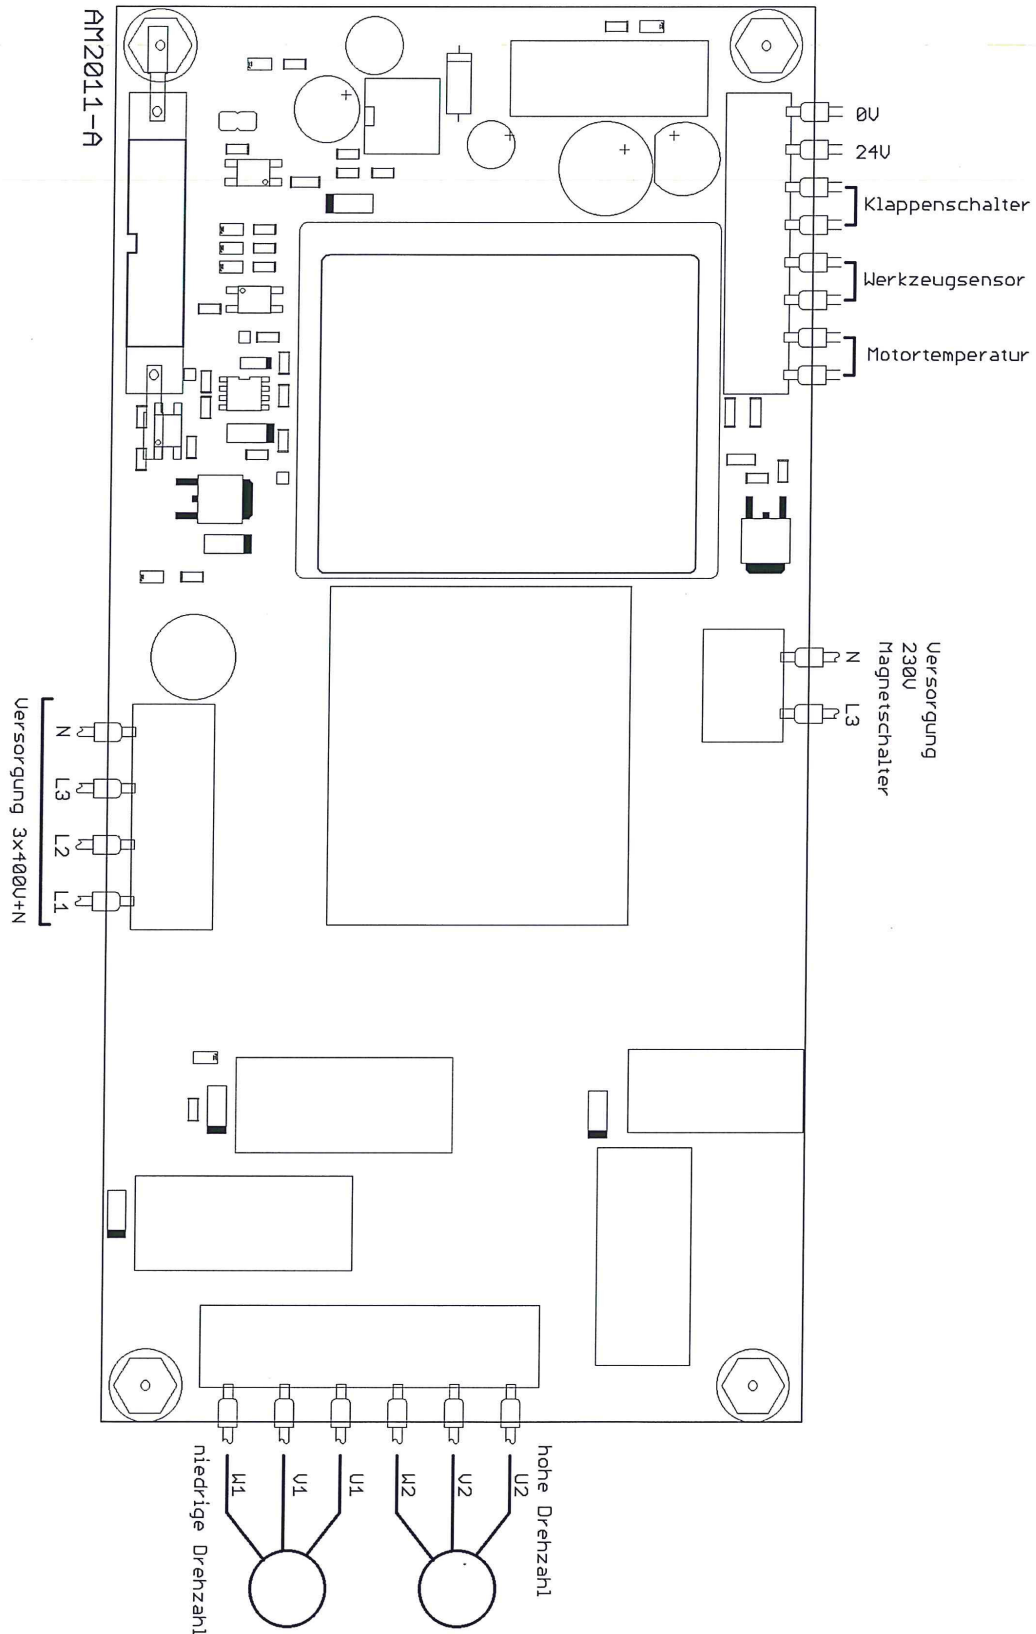 AM2011-A
0V
24V
Klappenschalter
Werkzeugsensor
Motortemperatur
Versorgung
230V
Magnetschalter
N
L3
N
L3
L2
L1
Versorgung 3x400V+N
hohe Drehzahl
U2
V2
W2
U1
V1
W1
niedrige Drehzahl